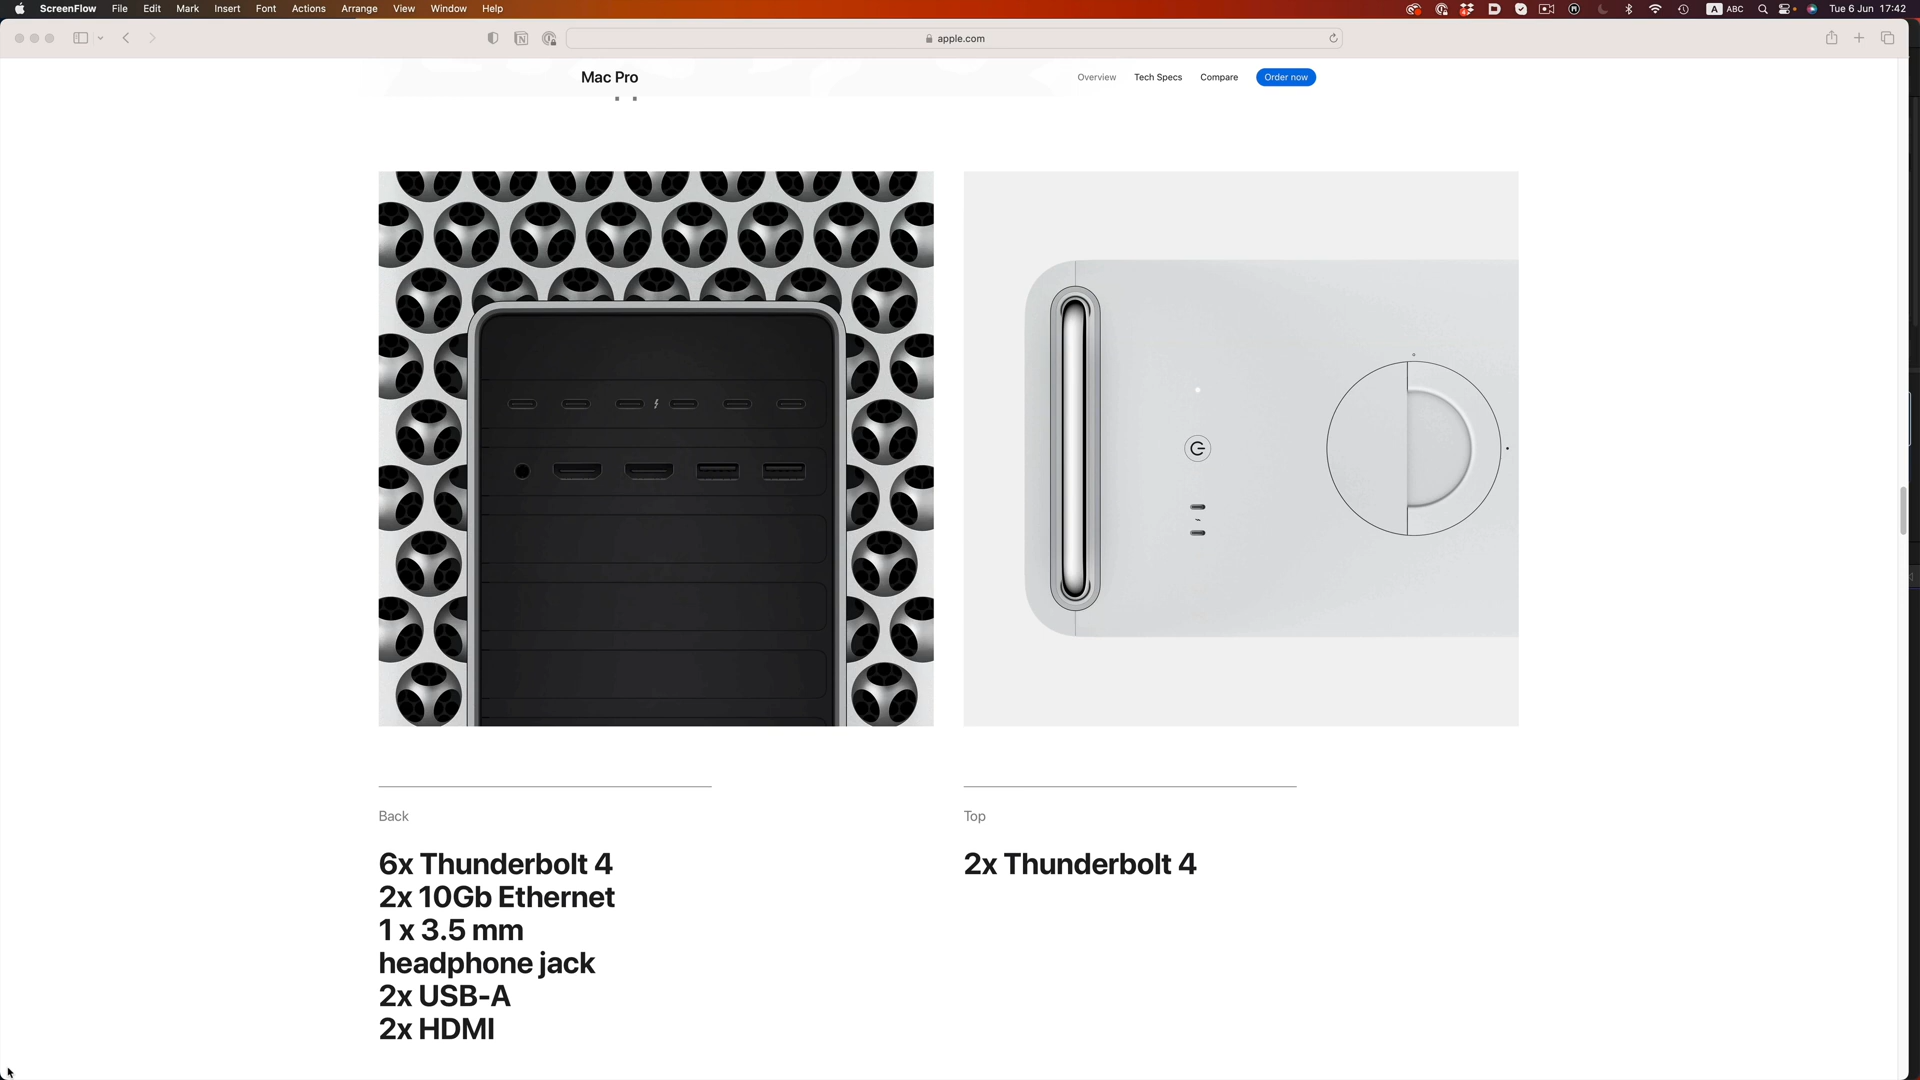 ScreenFlow File Edit Mark Insert Font Actions Arrange View Window Help ABC Tue 6 Jun 17:42
apple.com
Mac Pro Overview Tech Specs Compare Order now
Back
6x Thunderbolt 4
2x 10Gb Ethernet
1 x 3.5 mm
headphone jack
2x USB-A
2x HDMI
Top
2x Thunderbolt 4